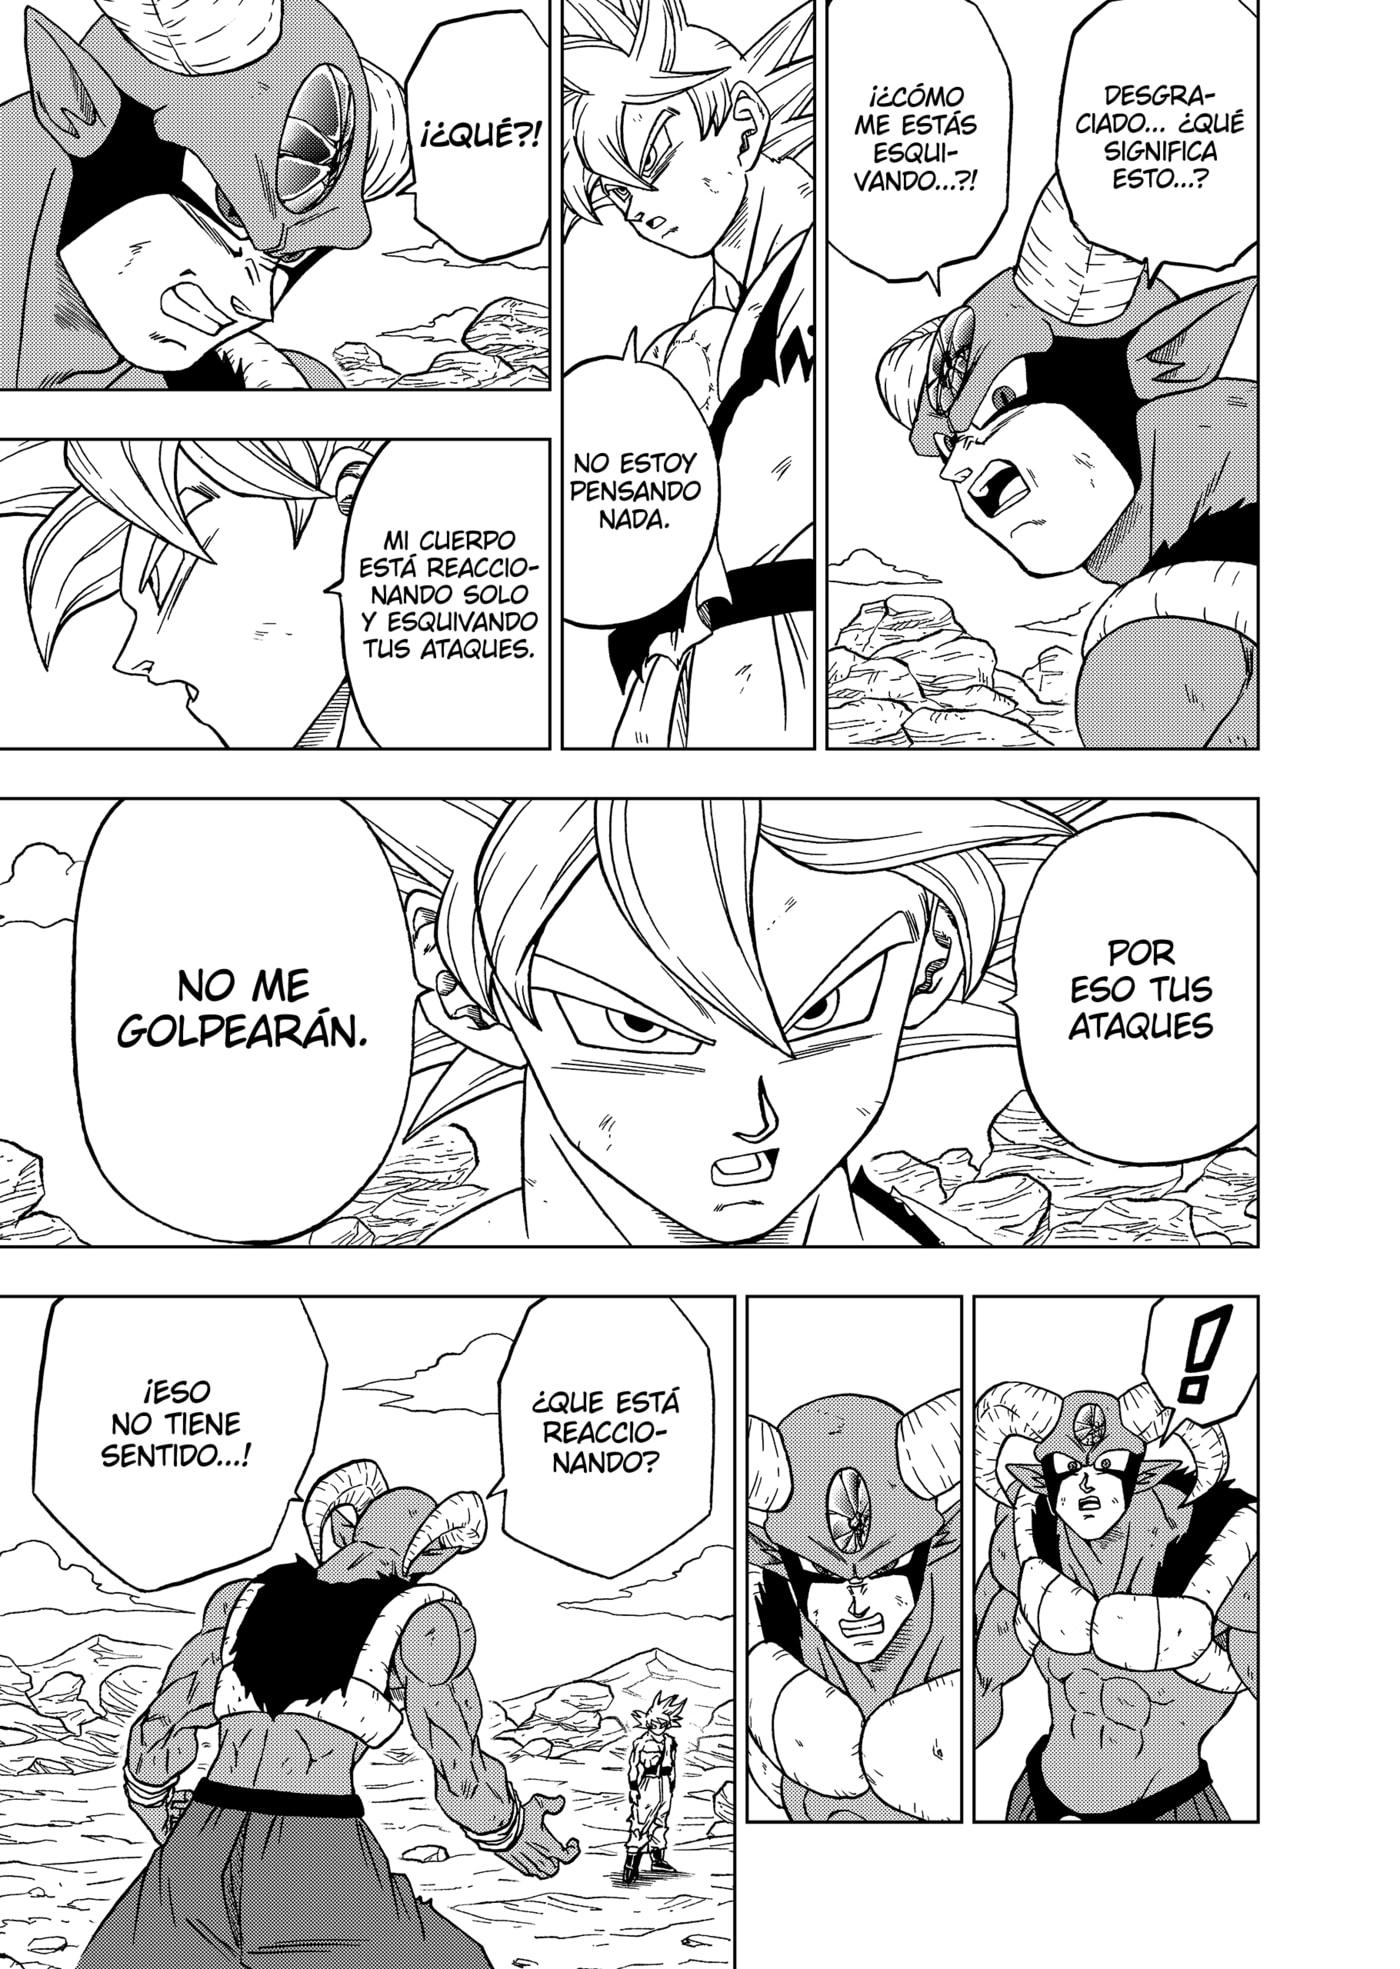 DESGRA-
CIADO... ¿QUÉ
SIGNIFICA
ESTO...?
¡¿CÓMO
ME ESTÁS
ESQUI-
VANDO...?!
NO ESTOY
PENSANDO
NADA.
¡¿QUÉ?!
MI CUERPO
ESTÁ REACCIO-
NANDO SOLO
Y ESQUIVANDO
TUS ATAQUES.
POR
ESO TUS
ATAQUES
NO ME
GOLPEARÁN.
!
¿QUE ESTÁ
REACCIO-
NANDO?
¡ESO
NO TIENE
SENTIDO...!